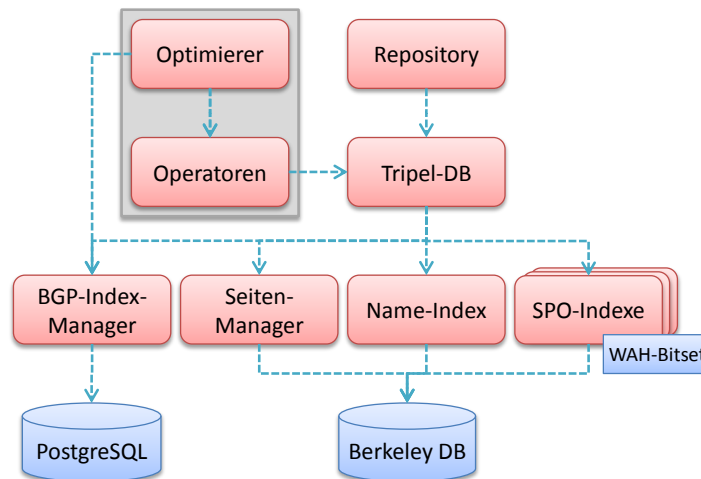 Optimierer
Repository
Operatoren
Tripel-DB
BGP-Index-
Manager
Seiten-
Manager
Name-Index
SPO-Indexe
WAH-Bitset
PostgreSQL
Berkeley DB